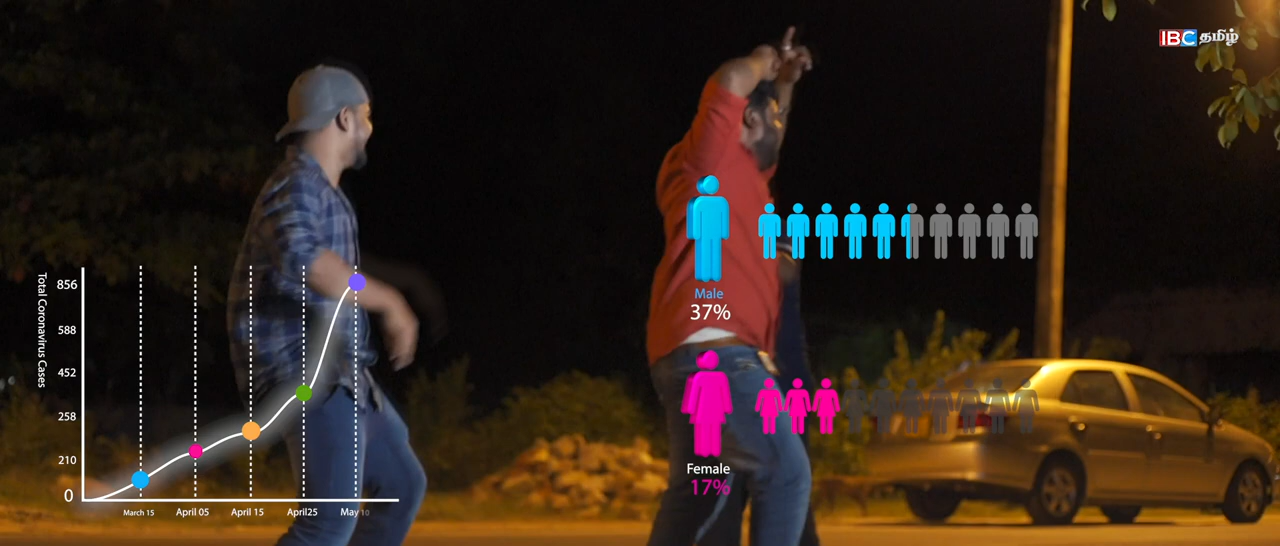 IBC தமிழ்
Total Coronavirus Cases
856
588
452
258
210
0
March 15
April 05
April 15
April25
May 10
Male
37%
Female
17%